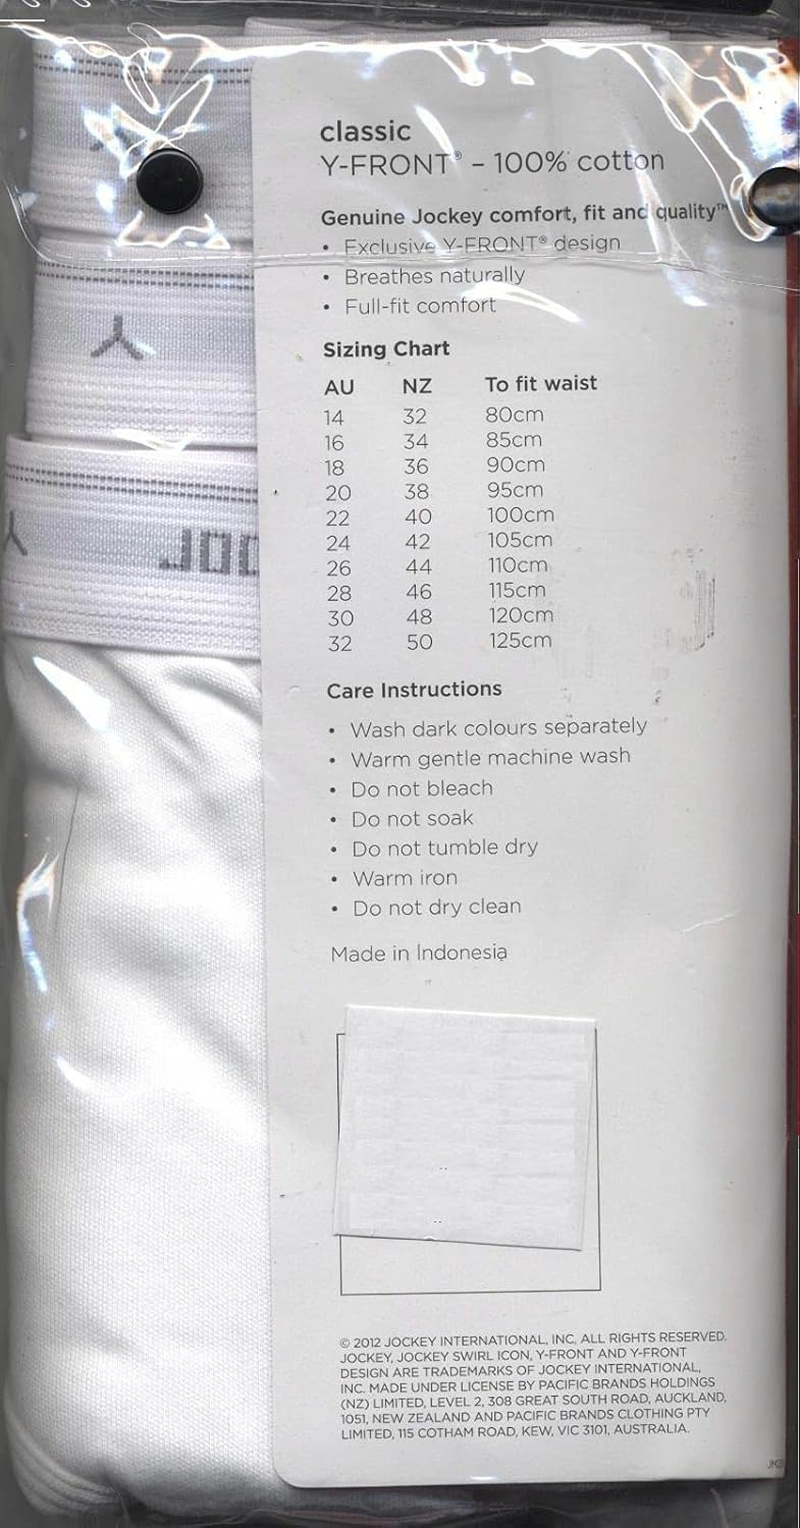 classic
Y-FRONT® – 100% cotton
Genuine Jockey comfort, fit and quality™
• Exclusive Y-FRONT® design
• Breathes naturally
• Full-fit comfort
Sizing Chart
AU NZ To fit waist
14 32 80cm
16 34 85cm
18 36 90cm
20 38 95cm
22 40 100cm
24 42 105cm
26 44 110cm
28 46 115cm
30 48 120cm
32 50 125cm
Care Instructions
• Wash dark colours separately
• Warm gentle machine wash
• Do not bleach
• Do not soak
• Do not tumble dry
• Warm iron
• Do not dry clean
Made in Indonesia
© 2012 JOCKEY INTERNATIONAL, INC. ALL RIGHTS RESERVED.
JOCKEY, JOCKEY SWIRL ICON, Y-FRONT AND Y-FRONT
DESIGN ARE TRADEMARKS OF JOCKEY INTERNATIONAL,
INC. MADE UNDER LICENSE BY PACIFIC BRANDS HOLDINGS
(NZ) LIMITED, LEVEL 2, 308 GREAT SOUTH ROAD, AUCKLAND,
1051, NEW ZEALAND AND PACIFIC BRANDS CLOTHING PTY
LIMITED, 115 COTHAM ROAD, KEW, VIC 3101, AUSTRALIA.